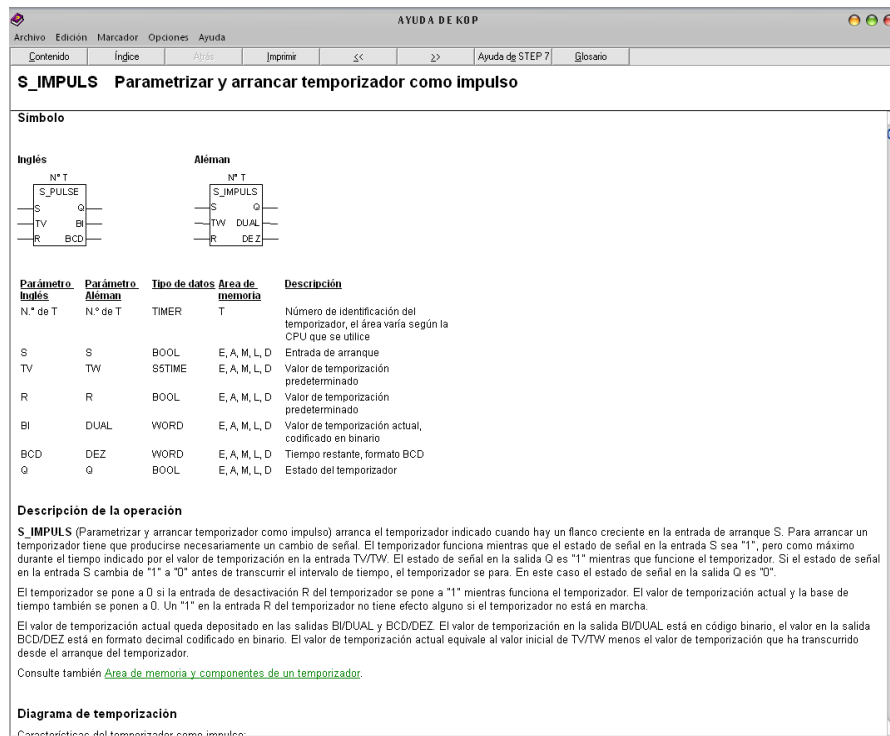 AYUDA DE KOP
Archivo Edición Marcador Opciones Ayuda
Contenido Índice Atrás Imprimir << >> Ayuda de STEP 7 Glosario
S_IMPULS Parametrizar y arrancar temporizador como impulso
Símbolo
Inglés Aléman
N° T N° T
S_PULSE S_IMPULS
S Q S Q
TV BI TW DUAL
R BCD R DEZ
Parámetro Parámetro Tipo de datos Area de Descripción
Inglés Aléman memoria
N.° de T N.° de T TIMER T Número de identificación del
temporizador, el área varía según la
CPU que se utilice
S S BOOL E, A, M, L, D Entrada de arranque
TV TW S5TIME E, A, M, L, D Valor de temporización
predeterminado
R R BOOL E, A, M, L, D Valor de temporización
predeterminado
BI DUAL WORD E, A, M, L, D Valor de temporización actual,
codificado en binario
BCD DEZ WORD E, A, M, L, D Tiempo restante, formato BCD
Q Q BOOL E, A, M, L, D Estado del temporizador
Descripción de la operación
S_IMPULS (Parametrizar y arrancar temporizador como impulso) arranca el temporizador indicado cuando hay un flanco creciente en la entrada de arranque S. Para arrancar un
temporizador tiene que producirse necesariamente un cambio de señal. El temporizador funciona mientras que el estado de señal en la entrada S sea "1", pero como máximo
durante el tiempo indicado por el valor de temporización en la entrada TV/TW. El estado de señal en la salida Q es "1" mientras que funcione el temporizador. Si el estado de señal
en la entrada S cambia de "1" a "0" antes de transcurrir el intervalo de tiempo, el temporizador se para. En este caso el estado de señal en la salida Q es "0".
El temporizador se pone a 0 si la entrada de desactivación R del temporizador se pone a "1" mientras funciona el temporizador. El valor de temporización actual y la base de
tiempo también se ponen a 0. Un "1" en la entrada R del temporizador no tiene efecto alguno si el temporizador no está en marcha.
El valor de temporización actual queda depositado en las salidas BI/DUAL y BCD/DEZ. El valor de temporización en la salida BI/DUAL está en código binario, el valor en la salida
BCD/DEZ está en formato decimal codificado en binario. El valor de temporización actual equivale al valor inicial de TV/TW menos el valor de temporización que ha transcurrido
desde el arranque del temporizador.
Consulte también Area de memoria y componentes de un temporizador.
Diagrama de temporización
Características del temporizador como impulso: